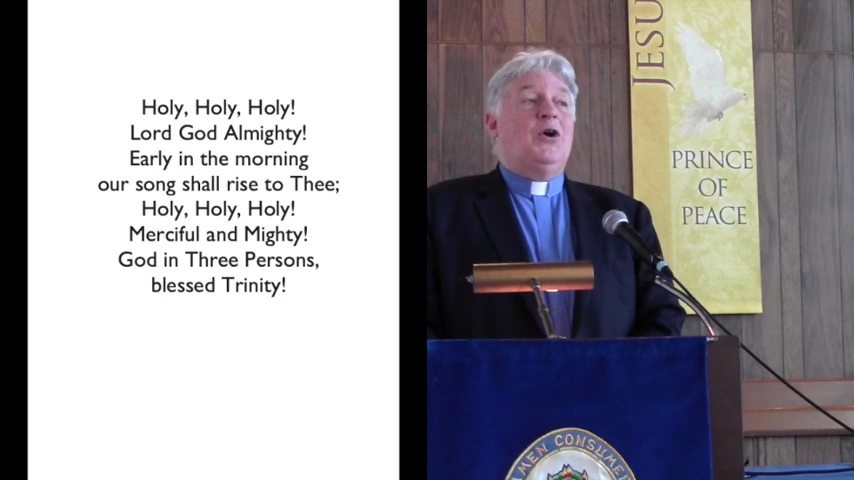 Holy, Holy, Holy!
Lord God Almighty!
Early in the morning
our song shall rise to Thee;
Holy, Holy, Holy!
Merciful and Mighty!
God in Three Persons,
blessed Trinity!
JESU
PRINCE
OF
PEACE
AMEN CONSUME